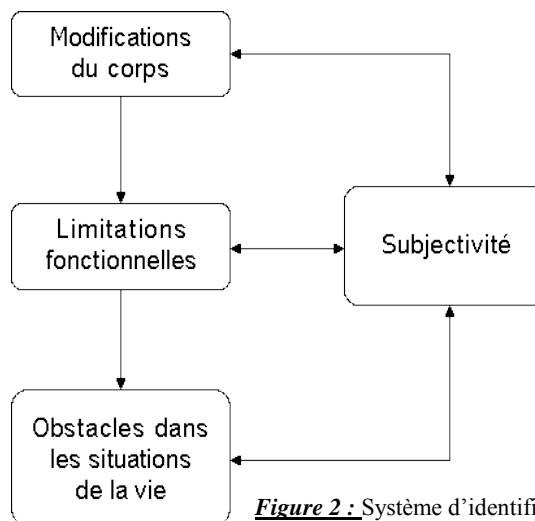 Modifications
du corps
Limitations
fonctionnelles
Subjectivité
Obstacles dans
les situations
de la vie
Figure 2 : Système d’identifi